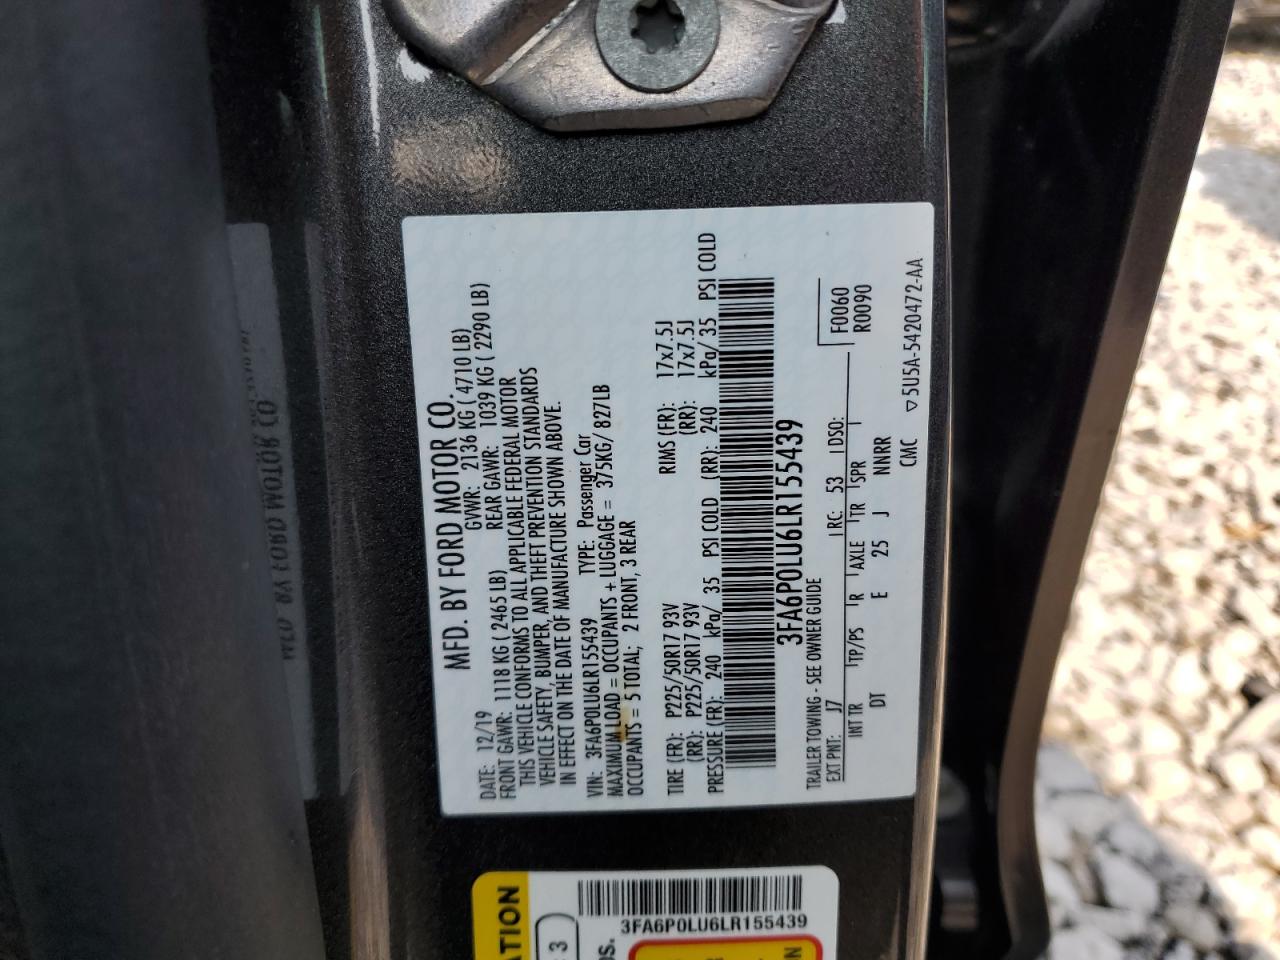 MFD. BY FORD MOTOR CO.
DATE: 12/19 GVWR: 2136 KG ( 4710 LB)
FRONT GAWR: 1118 KG ( 2465 LB) REAR GAWR: 1039 KG ( 2290 LB)
THIS VEHICLE CONFORMS TO ALL APPLICABLE FEDERAL MOTOR
VEHICLE SAFETY, BUMPER, AND THEFT PREVENTION STANDARDS
IN EFFECT ON THE DATE OF MANUFACTURE SHOWN ABOVE.
VIN: 3FA6P0LU6LR155439 TYPE: Passenger Car
MAXIMUM LOAD = OCCUPANTS + LUGGAGE = 375KG/ 827LB
OCCUPANTS = 5 TOTAL; 2 FRONT, 3 REAR
TIRE (FR): P225/50R17 93V RIMS (FR): 17x7.5J
(RR): P225/50R17 93V (RR): 17x7.5J
PRESSURE (FR): 240 kPa/ 35 PSI COLD (RR): 240 kPa/ 35 PSI COLD
3FA6P0LU6LR155439
TRAILER TOWING - SEE OWNER GUIDE F0060
EXT PNT: J7 RC: 53 DSO: R0090
INT TR TP/PS R AXLE TR SPR
DT E 25 J NNRR
CMC ▽5U5A-5420472-AA
ATION
3
3FA6P0LU6LR155439